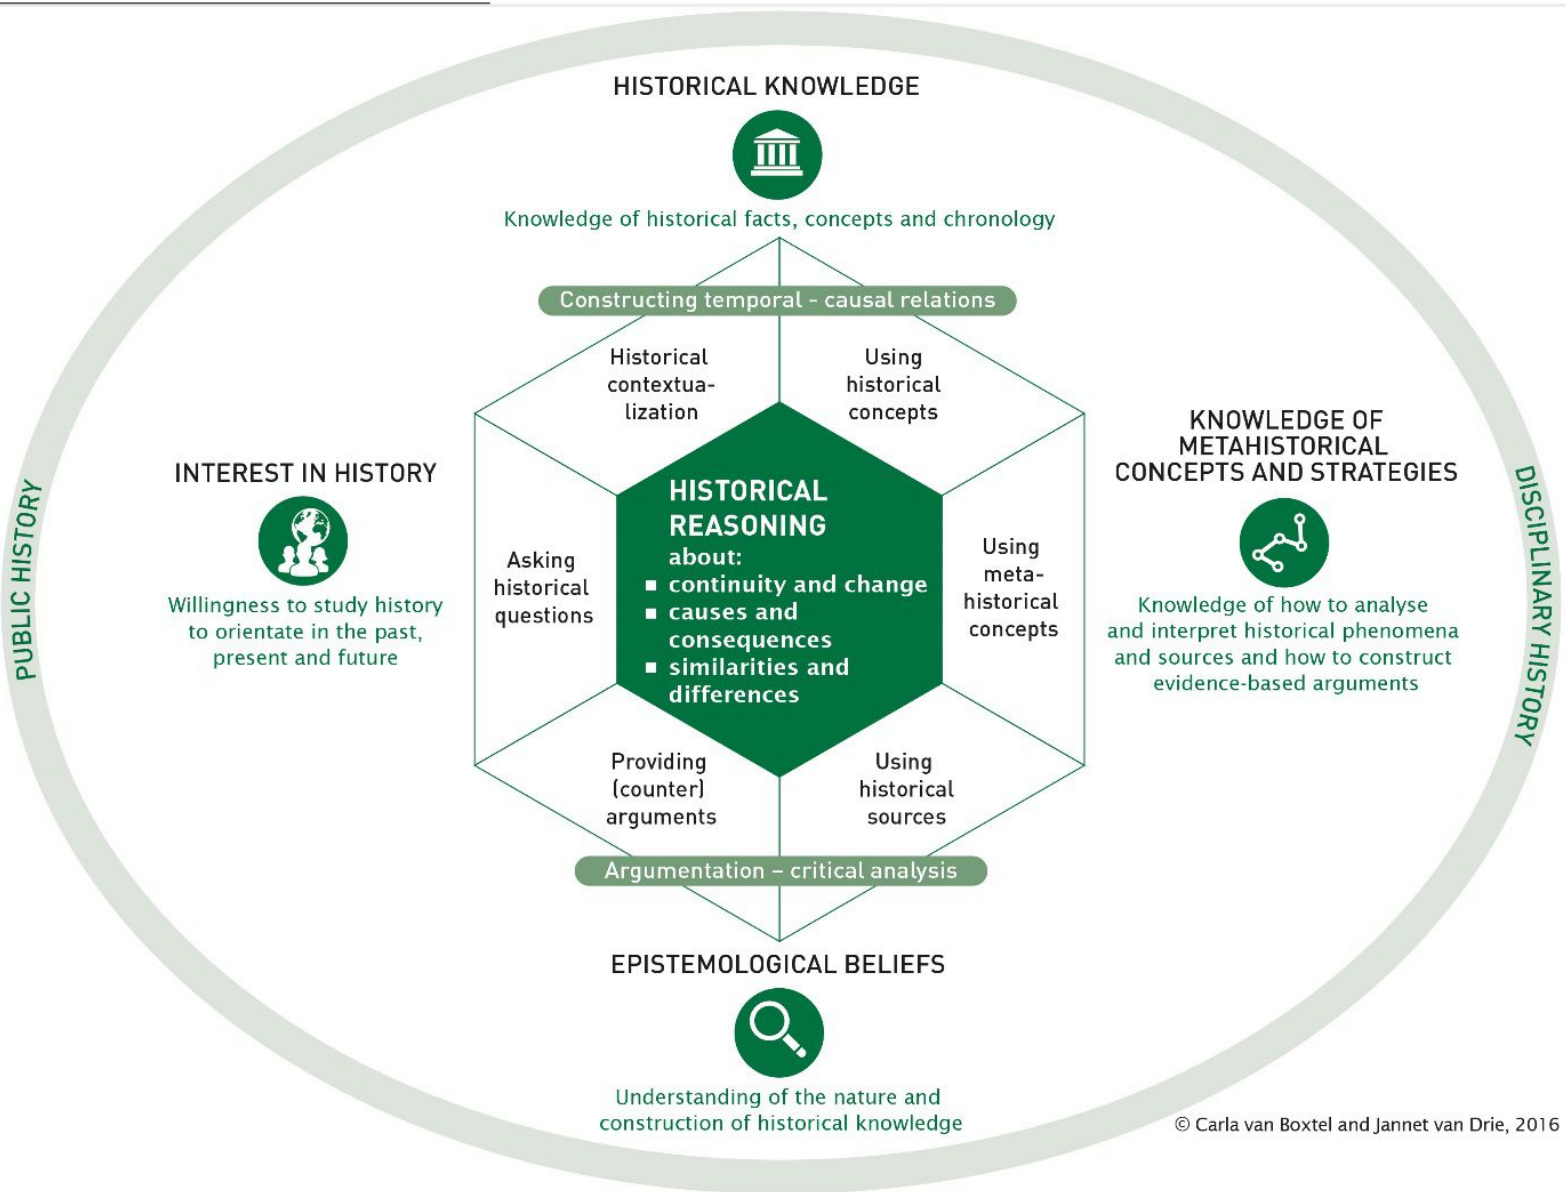 HISTORICAL KNOWLEDGE
Knowledge of historical facts, concepts and chronology
Constructing temporal - causal relations
Historical
contextua-
lization
Using
historical
concepts
INTEREST IN HISTORY
Willingness to study history
to orientate in the past,
present and future
PUBLIC HISTORY
Asking
historical
questions
HISTORICAL
REASONING
about:
▪ continuity and change
▪ causes and
consequences
▪ similarities and
differences
Using
meta-
historical
concepts
KNOWLEDGE OF
METAHISTORICAL
CONCEPTS AND STRATEGIES
Knowledge of how to analyse
and interpret historical phenomena
and sources and how to construct
evidence-based arguments
DISCIPLINARY HISTORY
Providing
(counter)
arguments
Using
historical
sources
Argumentation – critical analysis
EPISTEMOLOGICAL BELIEFS
Understanding of the nature and
construction of historical knowledge
© Carla van Boxtel and Jannet van Drie, 2016